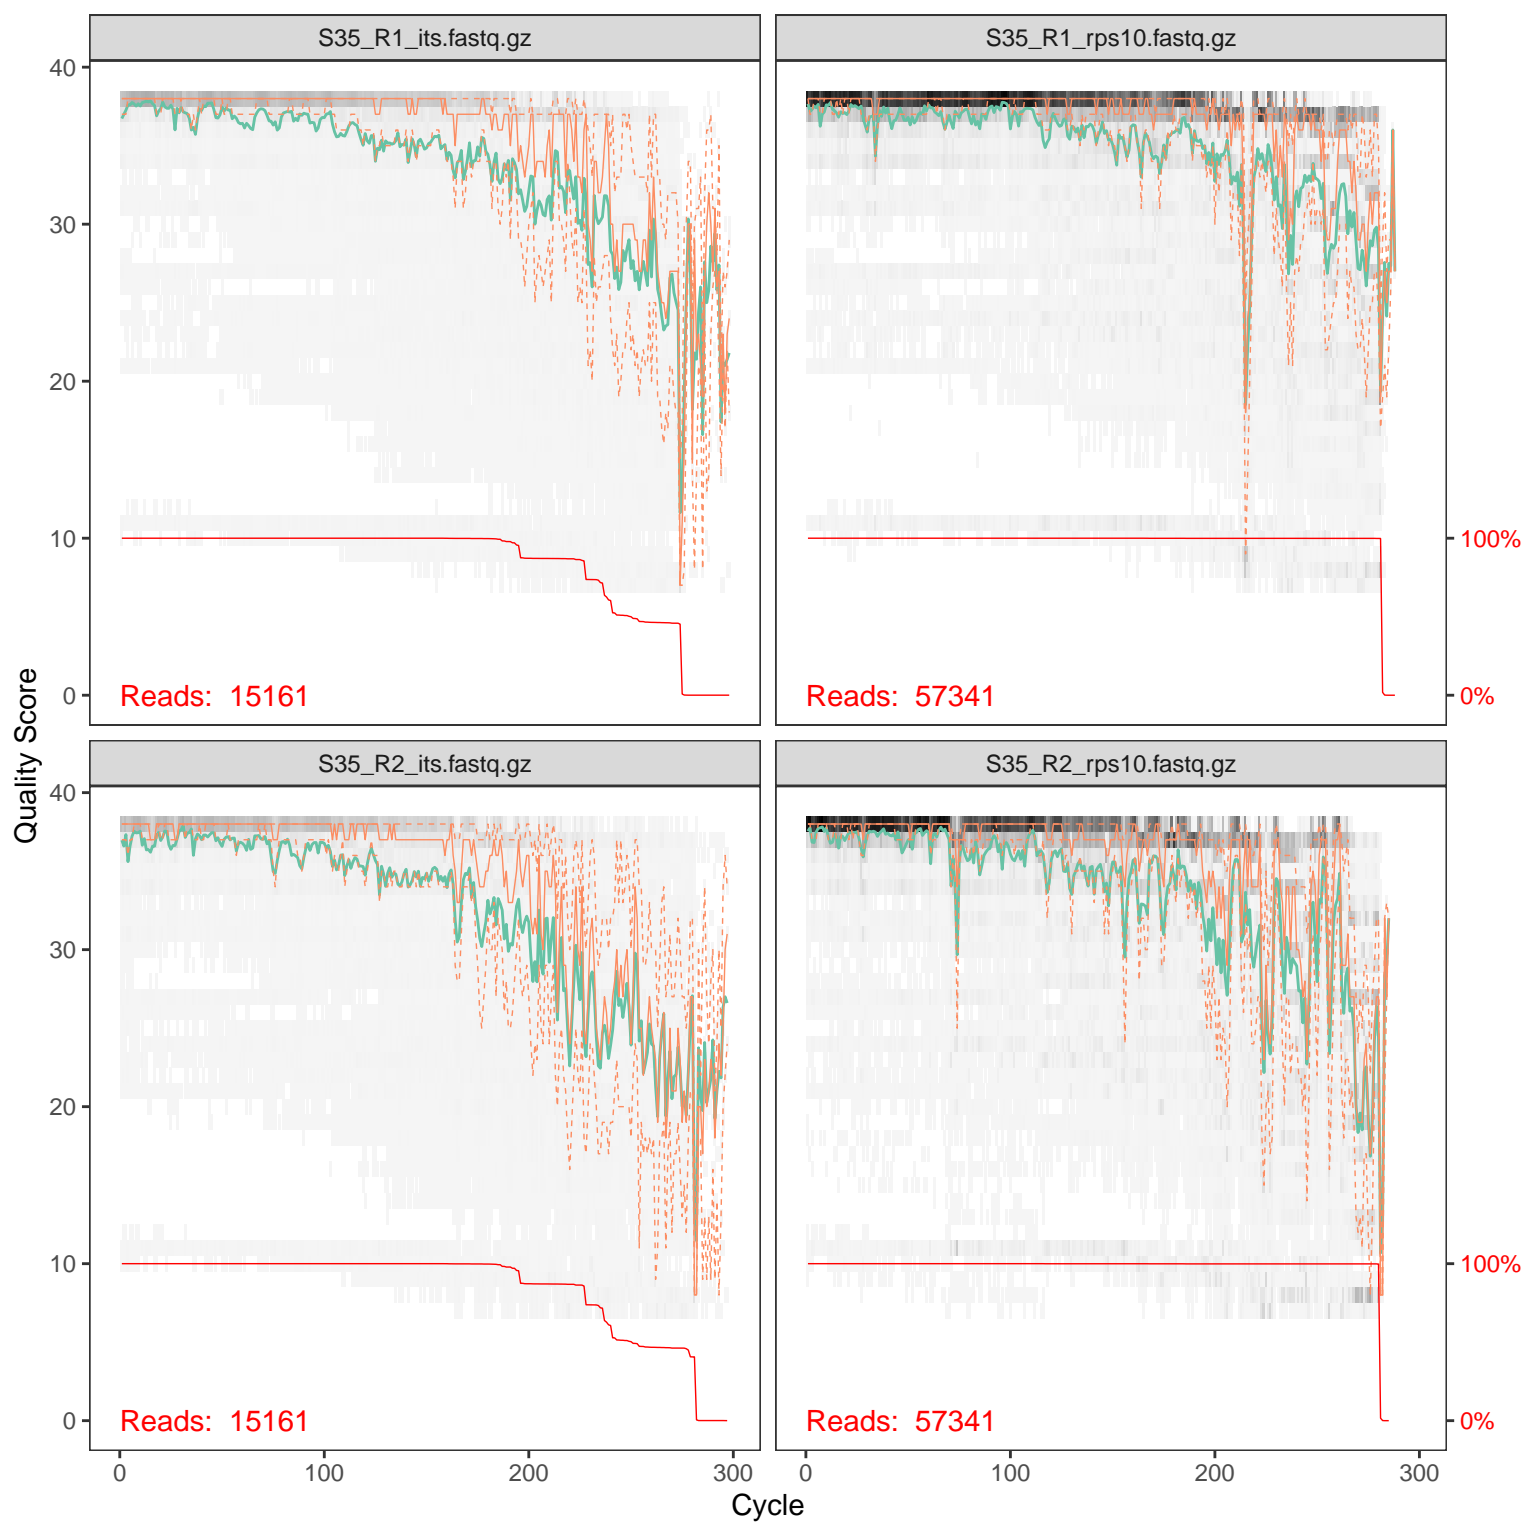 S35_R1_its.fastq.gz
S35_R1_rps10.fastq.gz
40
30
20
10
0
Reads:  15161
Reads:  57341
100%
0%
Quality Score
S35_R2_its.fastq.gz
S35_R2_rps10.fastq.gz
40
30
20
10
0
Reads:  15161
Reads:  57341
100%
0%
0 100 200 300
0 100 200 300
Cycle